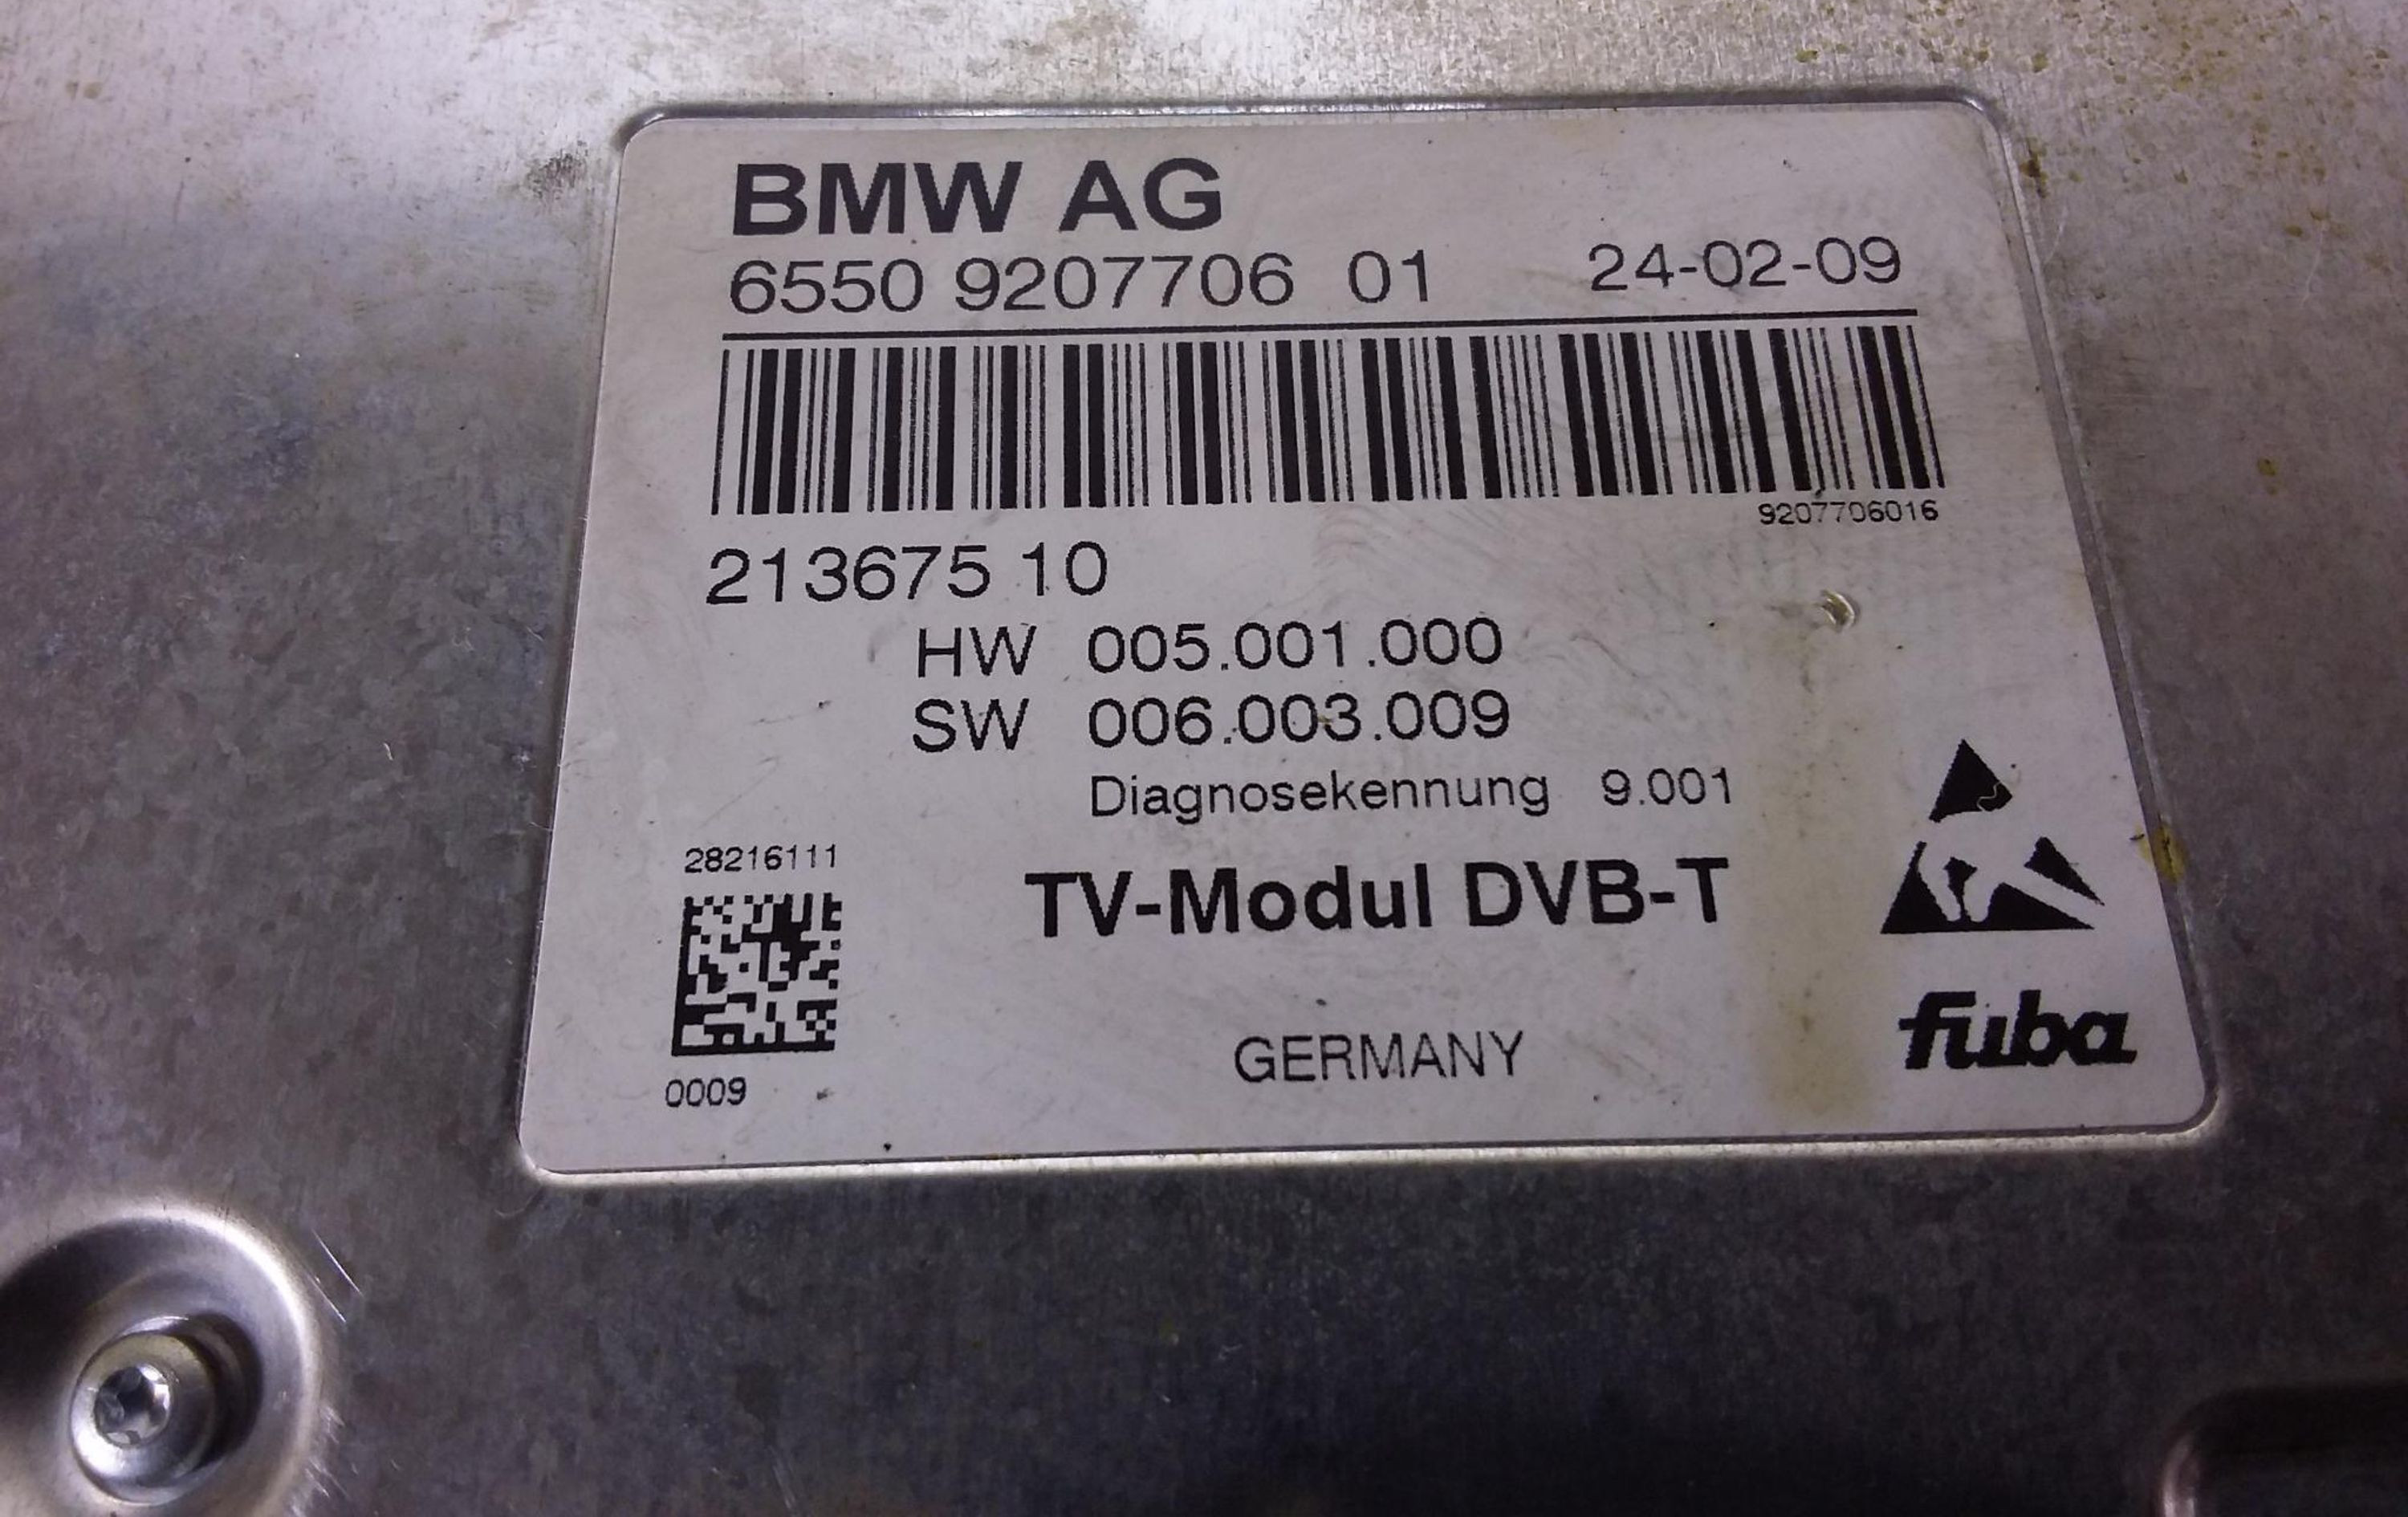 BMW AG
6550 9207706 01 24-02-09
9207706016
213675 10
HW 005.001.000
SW 006.003.009
Diagnosekennung 9.001
28216111
TV-Modul DVB-T
fuba
GERMANY
0009